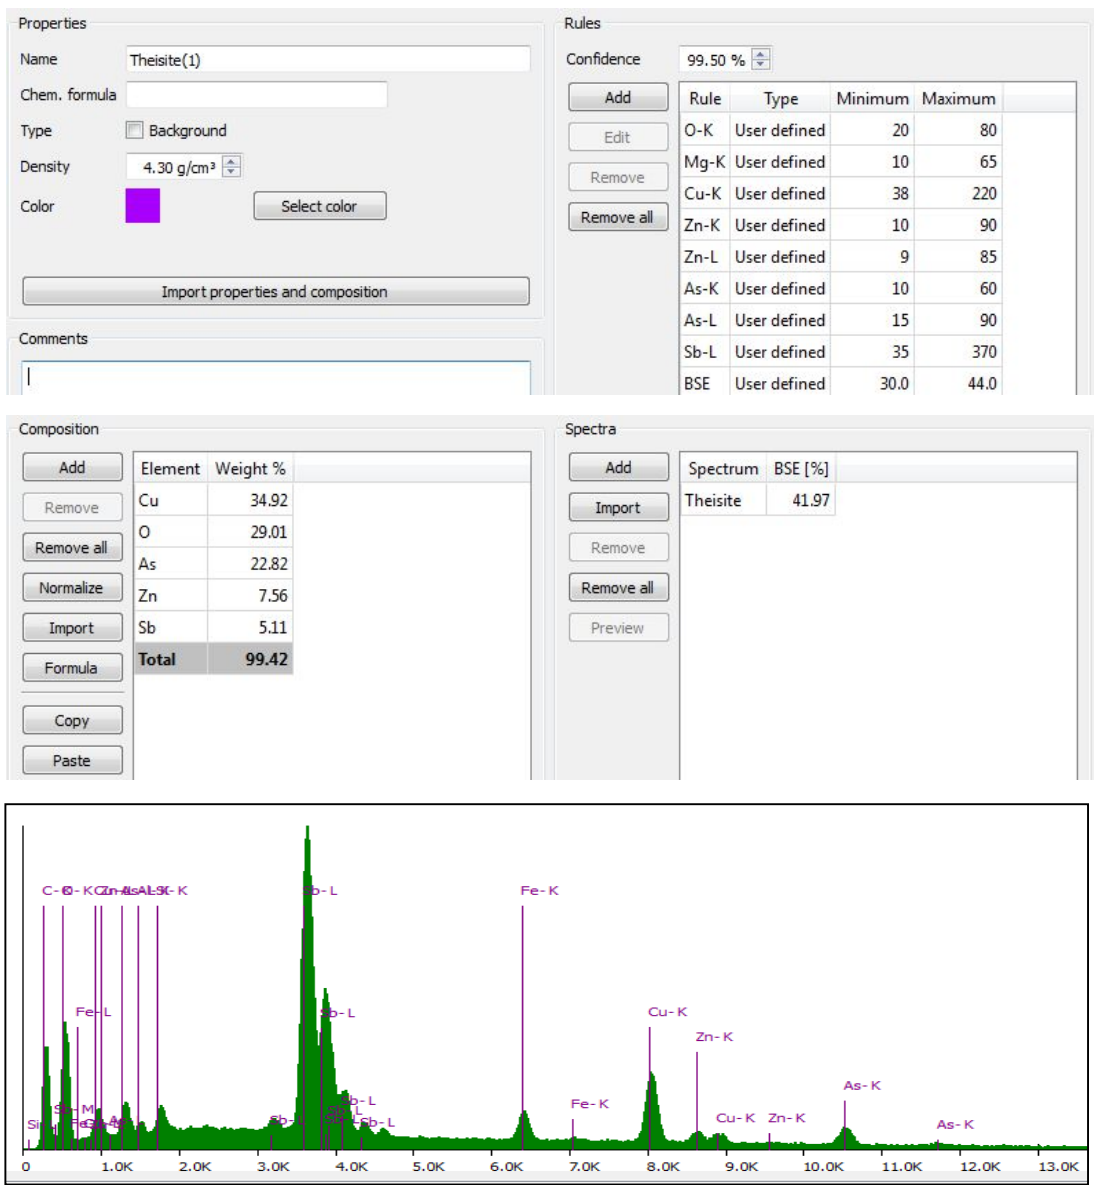 Properties
Name Theisite(1)
Chem. formula
Type Background
Density 4.30 g/cm³
Color Select color
Import properties and composition
Comments
Rules
Confidence 99.50 %
Add
Edit
Remove
Remove all
Rule Type Minimum Maximum
O-K User defined 20 80
Mg-K User defined 10 65
Cu-K User defined 38 220
Zn-K User defined 10 90
Zn-L User defined 9 85
As-K User defined 10 60
As-L User defined 15 90
Sb-L User defined 35 370
BSE User defined 30.0 44.0
Composition
Add
Remove
Remove all
Normalize
Import
Formula
Copy
Paste
Element Weight %
Cu 34.92
O 29.01
As 22.82
Zn 7.56
Sb 5.11
Total 99.42
Spectra
Add
Import
Remove
Remove all
Preview
Spectrum BSE [%]
Theisite 41.97
Sb-L Fe-K
Fe-L Sb-L Cu-K
Zn-K
As-K
Sb-L Fe-K
Sb-M Cu-K Zn-K
Sb-L Sb-L As-K
0 1.0K 2.0K 3.0K 4.0K 5.0K 6.0K 7.0K 8.0K 9.0K 10.0K 11.0K 12.0K 13.0K